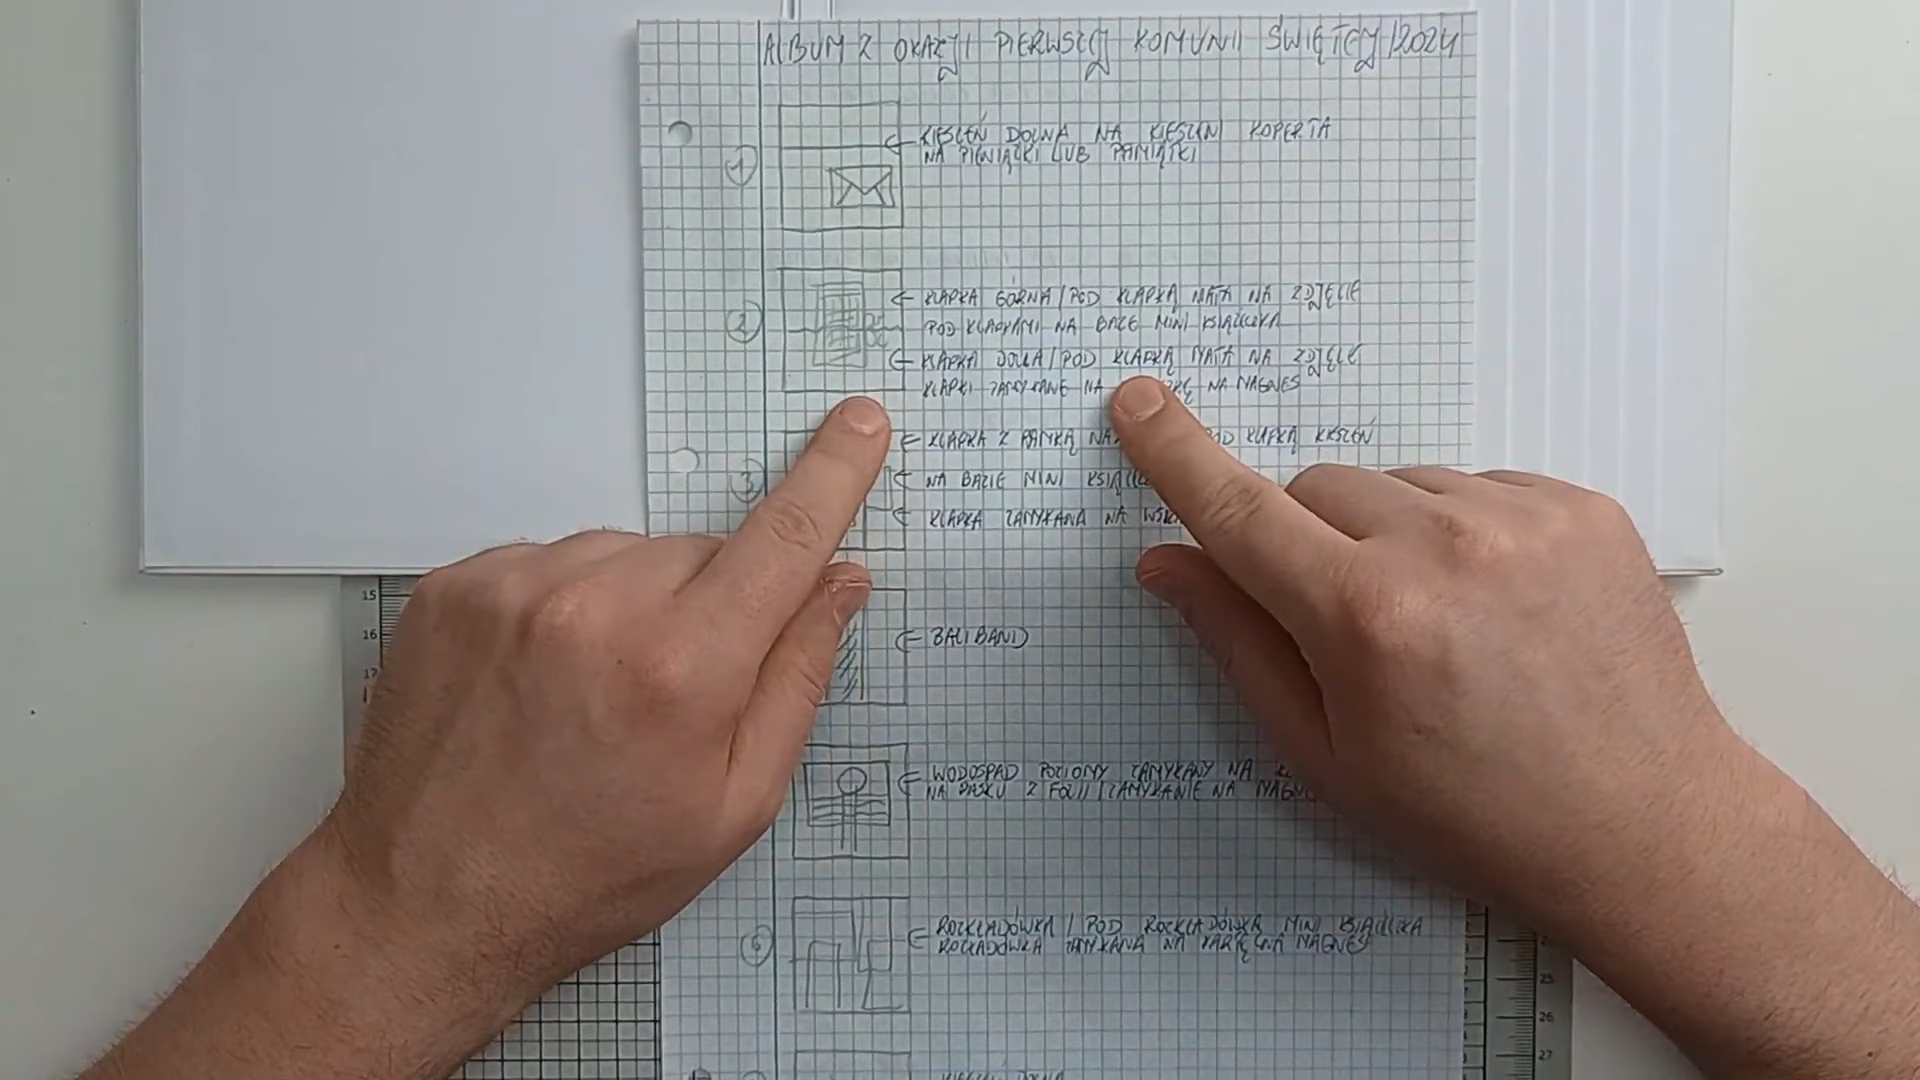 ALBUM Z OKAZJI PIERWSZEJ KOMUNII ŚWIĘTEJ/2024
1
KIESZEŃ DOLNA NA KIESZENI KOPERTA
NA PIENIĄŻKI LUB PAMIĄTKI
2
KLAPKA GÓRNA/POD KLAPKĄ MATA NA ZDJĘCIE
POD KLAPKAMI NA BAZIE MINI KSIĄŻECZKA
KLAPKA DOLNA/POD KLAPKĄ MATA NA ZDJĘCIE
KLAPKI ZAMYKANE NA NA MAGNES
3
KLAPKA Z RAMKĄ POD KLAPKĄ KIESZEŃ
NA BAZIE MINI
KLAPKA ZAMYKANA NA
BALIBAND
WODOSPAD POZIOMY ZAMYKANY NA
NA PASKU Z FOLII/ZAMYKANIE NA
6
ROZKŁADÓWKA / POD ROZKŁADÓWKĄ MINI KSIĄŻECZKA
ROZKŁADÓWKA ZAMYKANA NA NA MAGNES
15
16
17
25
26
27